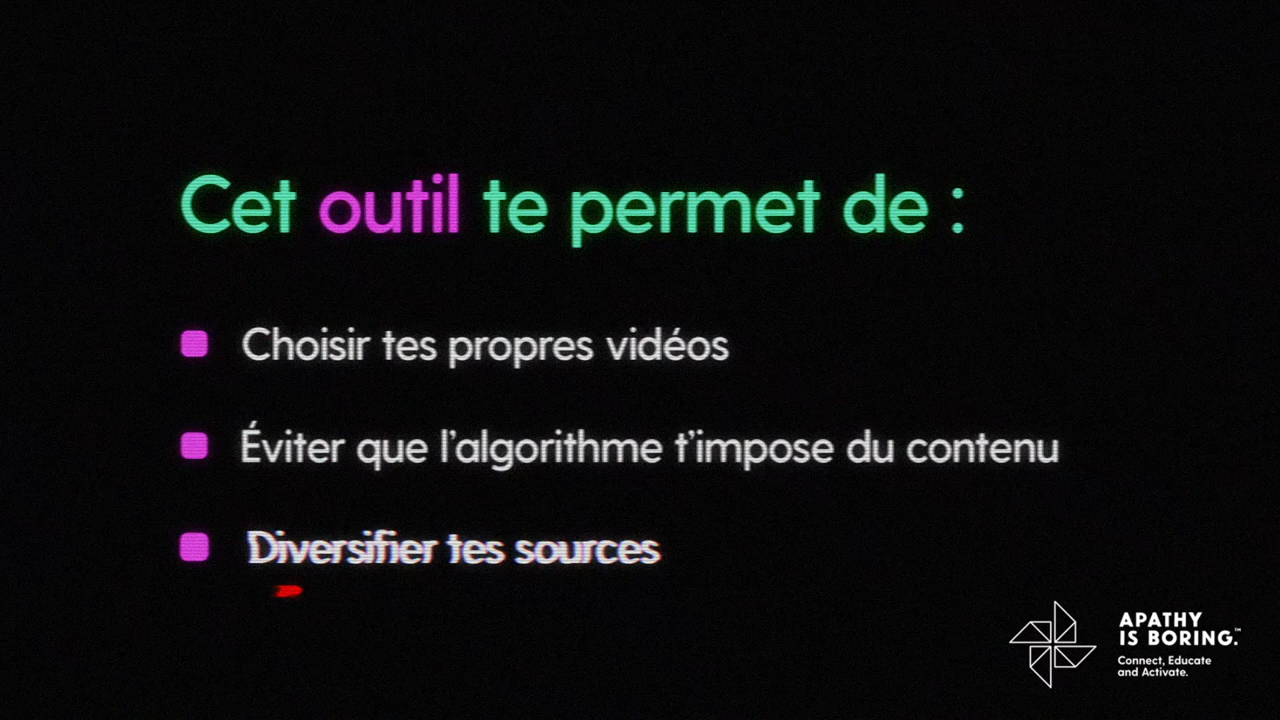 Cet outil te permet de :
Choisir tes propres vidéos
Éviter que l'algorithme t'impose du contenu
Diversifier tes sources
APATHY
IS BORING.™
Connect, Educate
and Activate.